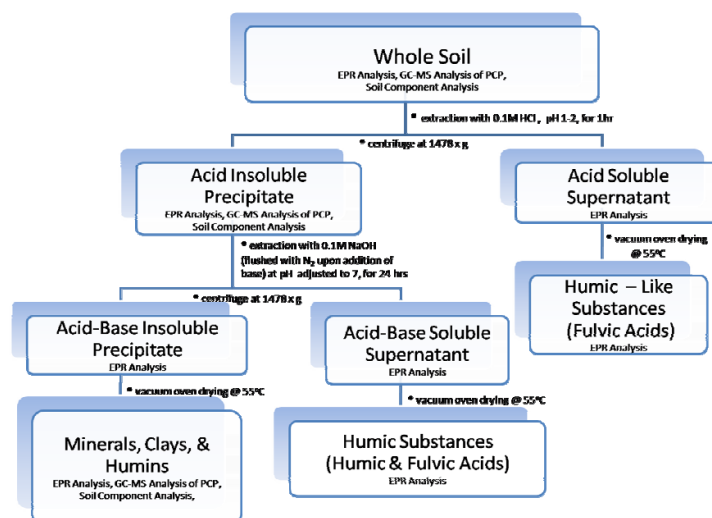 Whole Soil
EPR Analysis, GC-MS Analysis of PCP,
Soil Component Analysis
* extraction with 0.1M HCl , pH 1-2, for 1hr
* centrifuge at 1478 x g
Acid Insoluble
Precipitate
EPR Analysis, GC-MS Analysis of PCP,
Soil Component Analysis
Acid Soluble
Supernatant
EPR Analysis
* extraction with 0.1M NaOH
(flushed with N₂ upon addition of
base) at pH adjusted to 7, for 24 hrs
* vacuum oven drying
@ 55ºC
* centrifuge at 1478 x g
Humic – Like
Substances
(Fulvic Acids)
EPR Analysis
Acid-Base Insoluble
Precipitate
EPR Analysis
Acid-Base Soluble
Supernatant
EPR Analysis
* vacuum oven drying @ 55ºC
* vacuum oven drying @ 55ºC
Minerals, Clays, &
Humins
EPR Analysis, GC-MS Analysis of PCP,
Soil Component Analysis,
Humic Substances
(Humic & Fulvic Acids)
EPR Analysis